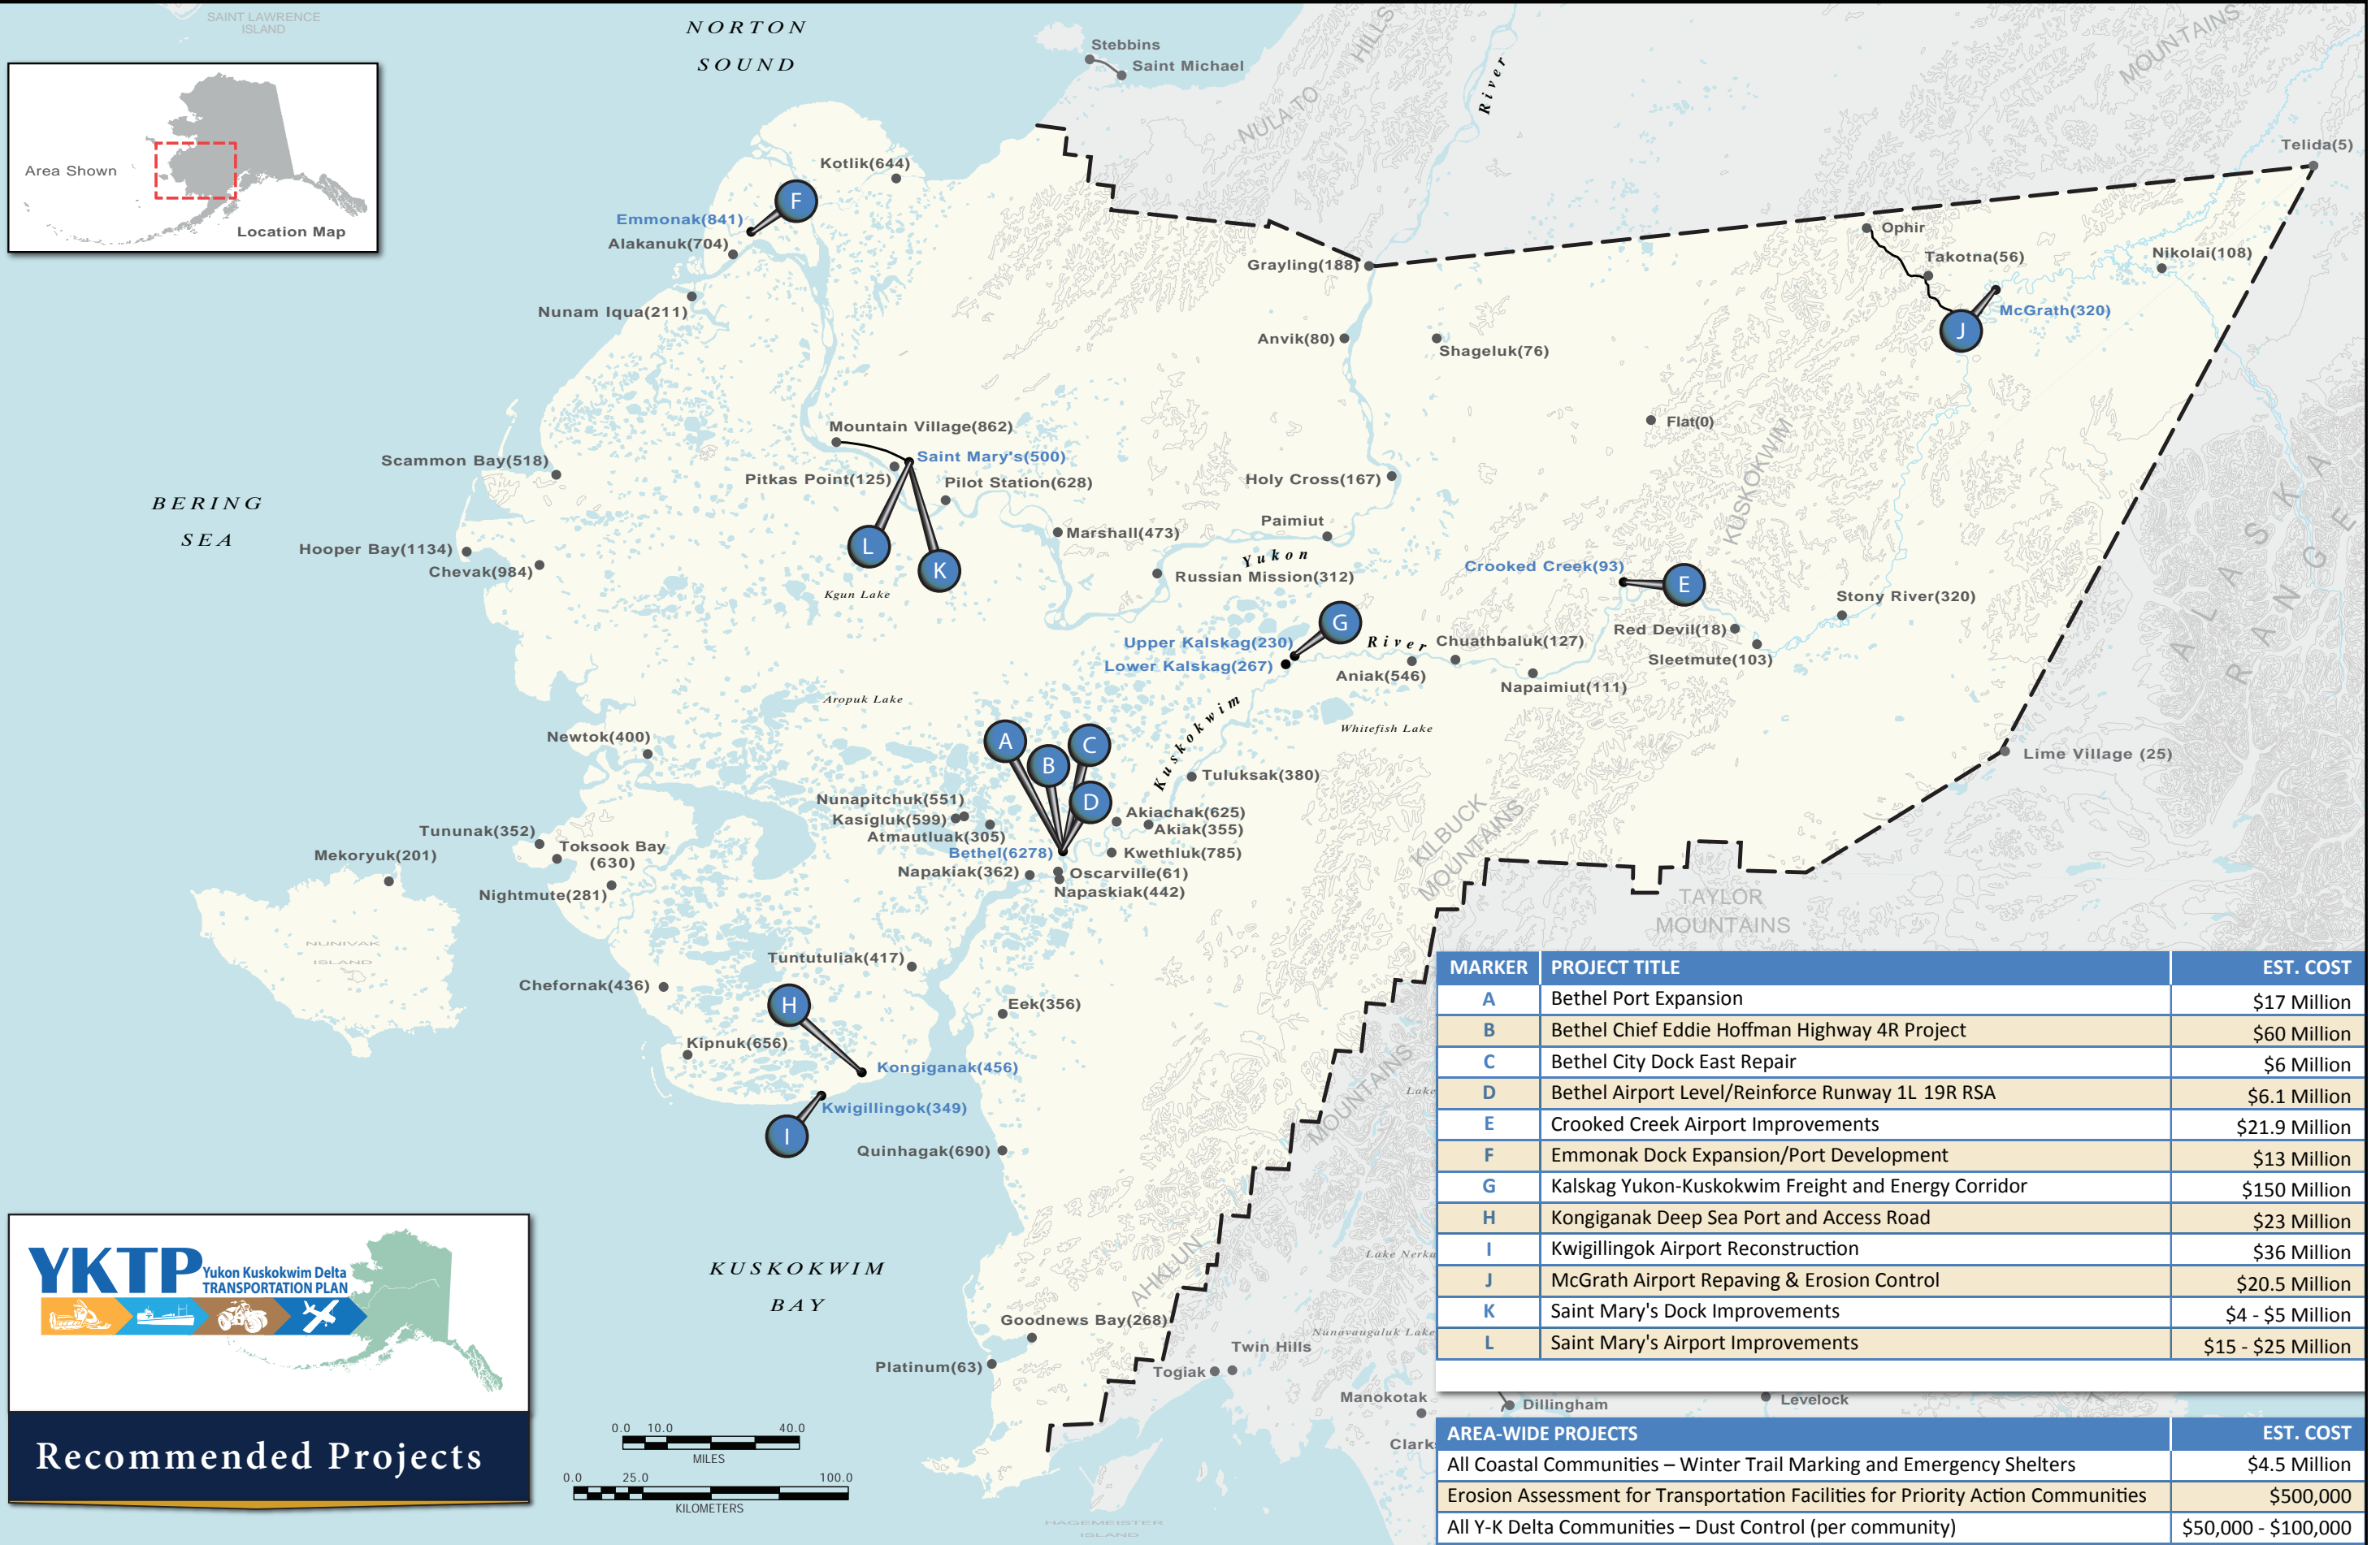 SAINT LAWRENCE
ISLAND
NORTON
SOUND
Stebbins
Saint Michael
NULATO
HILLS
River
MOUNTAINS
Area Shown
Location Map
Telida(5)
Kotlik(644)
F
Emmonak(841)
Alakanuk(704)
Nunam Iqua(211)
Grayling(188)
Ophir
Takotna(56)
Nikolai(108)
McGrath(320)
J
Anvik(80)
Shageluk(76)
Flat(0)
Mountain Village(862)
Saint Mary's(500)
Pitkas Point(125)
Pilot Station(628)
Scammon Bay(518)
Holy Cross(167)
KUSKOKWIM
ALASKA
RANGE
BERING
SEA
Paimiut
Marshall(473)
Hooper Bay(1134)
Chevak(984)
L
K
Yukon
Russian Mission(312)
Crooked Creek(93)
E
Kgun Lake
Stony River(320)
G
Upper Kalskag(230)
Lower Kalskag(267)
River
Chuathbaluk(127)
Red Devil(18)
Sleetmute(103)
Aniak(546)
Napaimiut(111)
Aropuk Lake
Kuskokwim
Whitefish Lake
Newtok(400)
A
B
C
D
Lime Village (25)
Tuluksak(380)
Nunapitchuk(551)
Kasigluk(599)
Atmautluak(305)
Akiachak(625)
Akiak(355)
KILBUCK
MOUNTAINS
Tununak(352)
Toksook Bay
(630)
Mekoryuk(201)
Bethel(6278)
Kwethluk(785)
Napakiak(362)
Oscarville(61)
Napaskiak(442)
Nightmute(281)
TAYLOR
MOUNTAINS
NUNIVAK
ISLAND
Tuntutuliak(417)
Chefornak(436)
H
Eek(356)
Kipnuk(656)
Kongiganak(456)
Kwigillingok(349)
I
Quinhagak(690)
Lake
AHKLUN
MOUNTAINS
KUSKOKWIM
BAY
Lake Nerka
Goodnews Bay(268)
Nunavaugaluk Lake
Platinum(63)
Twin Hills
Togiak
Manokotak
Dillingham
Levelock
Clark
HAGEMEISTER
ISLAND
MARKER PROJECT TITLE EST. COST
A Bethel Port Expansion $17 Million
B Bethel Chief Eddie Hoffman Highway 4R Project $60 Million
C Bethel City Dock East Repair $6 Million
D Bethel Airport Level/Reinforce Runway 1L 19R RSA $6.1 Million
E Crooked Creek Airport Improvements $21.9 Million
F Emmonak Dock Expansion/Port Development $13 Million
G Kalskag Yukon-Kuskokwim Freight and Energy Corridor $150 Million
H Kongiganak Deep Sea Port and Access Road $23 Million
I Kwigillingok Airport Reconstruction $36 Million
J McGrath Airport Repaving & Erosion Control $20.5 Million
K Saint Mary's Dock Improvements $4 - $5 Million
L Saint Mary's Airport Improvements $15 - $25 Million
AREA-WIDE PROJECTS EST. COST
All Coastal Communities – Winter Trail Marking and Emergency Shelters $4.5 Million
Erosion Assessment for Transportation Facilities for Priority Action Communities $500,000
All Y-K Delta Communities – Dust Control (per community) $50,000 - $100,000
YKTP
Yukon Kuskokwim Delta
TRANSPORTATION PLAN
Recommended Projects
0.0 10.0 40.0
MILES
0.0 25.0 100.0
KILOMETERS